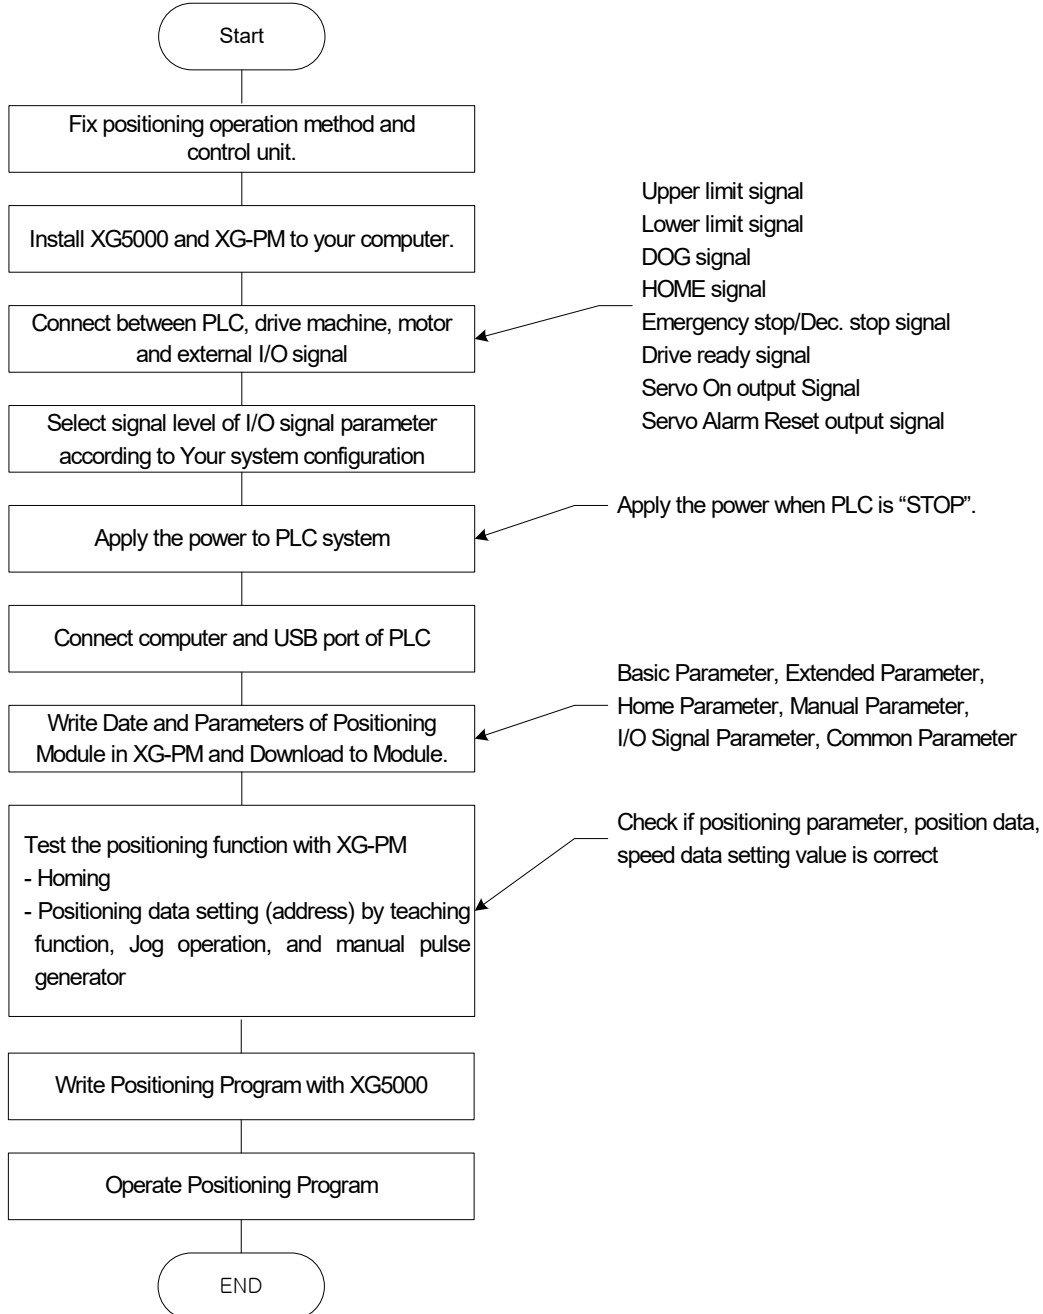 Start
Fix positioning operation method and
control unit.
Install XG5000 and XG-PM to your computer.
Connect between PLC, drive machine, motor
and external I/O signal
Upper limit signal
Lower limit signal
DOG signal
HOME signal
Emergency stop/Dec. stop signal
Drive ready signal
Servo On output Signal
Servo Alarm Reset output signal
Select signal level of I/O signal parameter
according to Your system configuration
Apply the power to PLC system
Apply the power when PLC is “STOP”.
Connect computer and USB port of PLC
Write Date and Parameters of Positioning
Module in XG-PM and Download to Module.
Basic Parameter, Extended Parameter,
Home Parameter, Manual Parameter,
I/O Signal Parameter, Common Parameter
Test the positioning function with XG-PM
- Homing
- Positioning data setting (address) by teaching
function, Jog operation, and manual pulse
generator
Check if positioning parameter, position data,
speed data setting value is correct
Write Positioning Program with XG5000
Operate Positioning Program
END